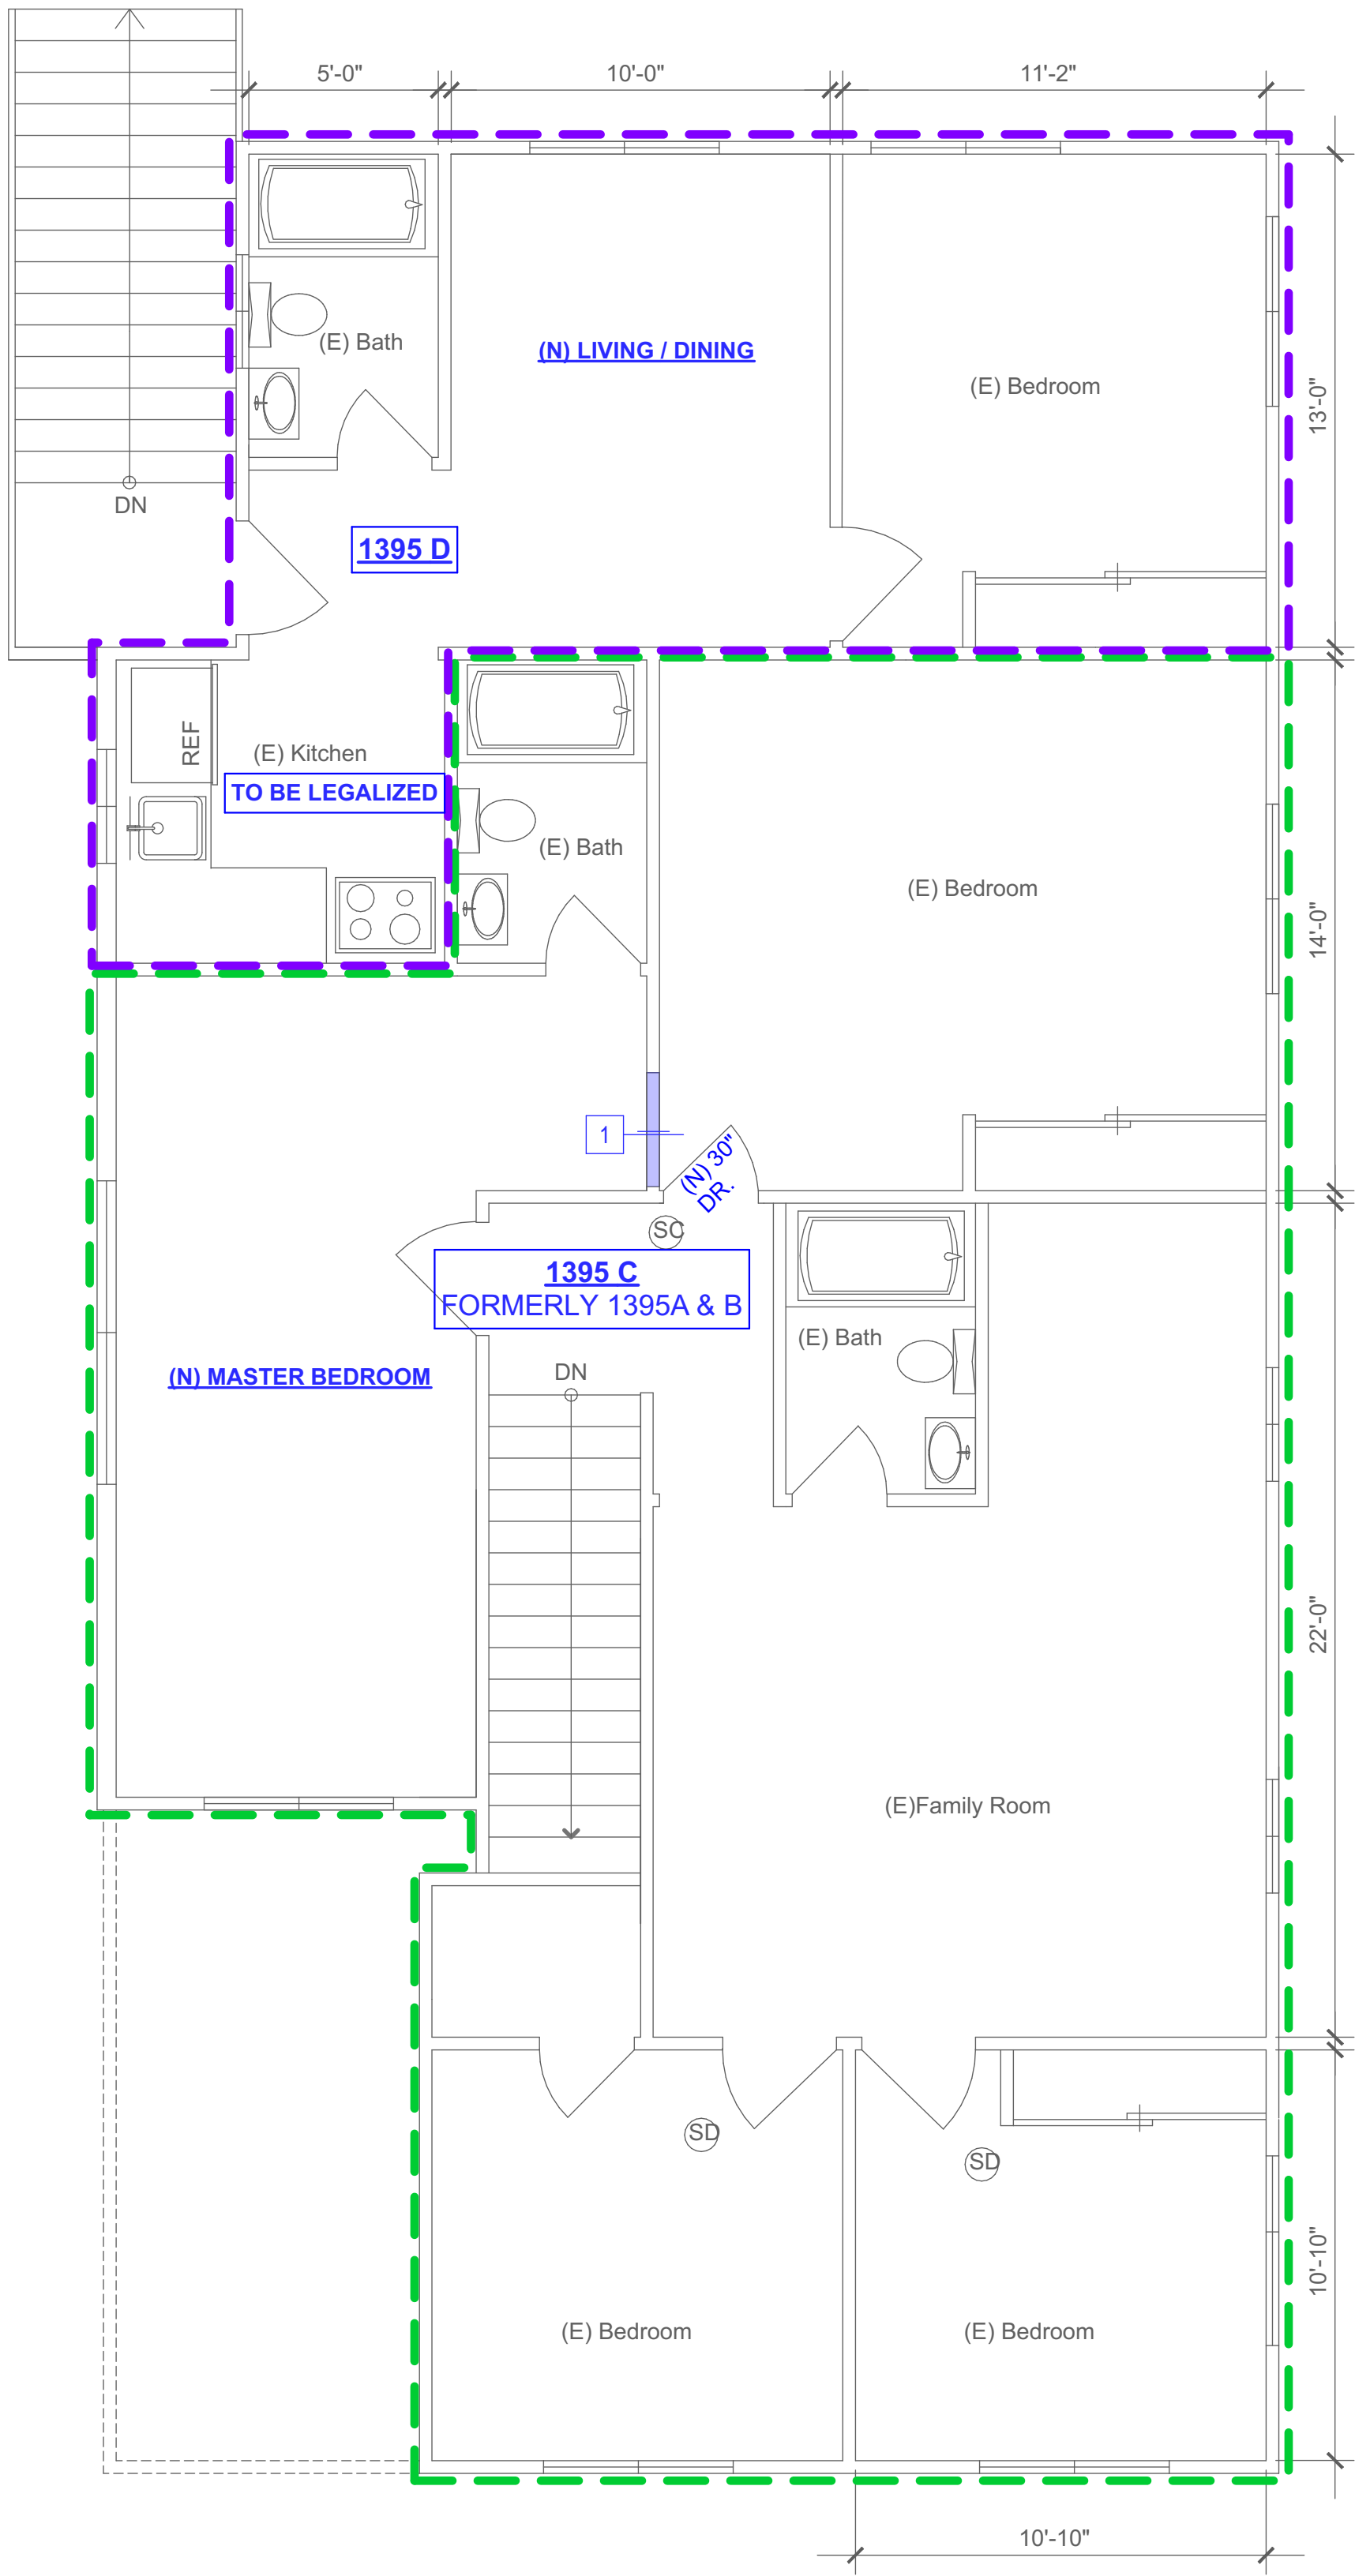 5'-0"
10'-0"
11'-2"
(E) Bath
(N) LIVING / DINING
(E) Bedroom
13'-0"
DN
1395 D
REF
(E) Kitchen
TO BE LEGALIZED
(E) Bath
(E) Bedroom
14'-0"
1
(N) 30"
DR.
SC
1395 C
FORMERLY 1395A & B
(E) Bath
(N) MASTER BEDROOM
DN
22'-0"
(E)Family Room
SD
SD
10'-10"
(E) Bedroom
(E) Bedroom
10'-10"